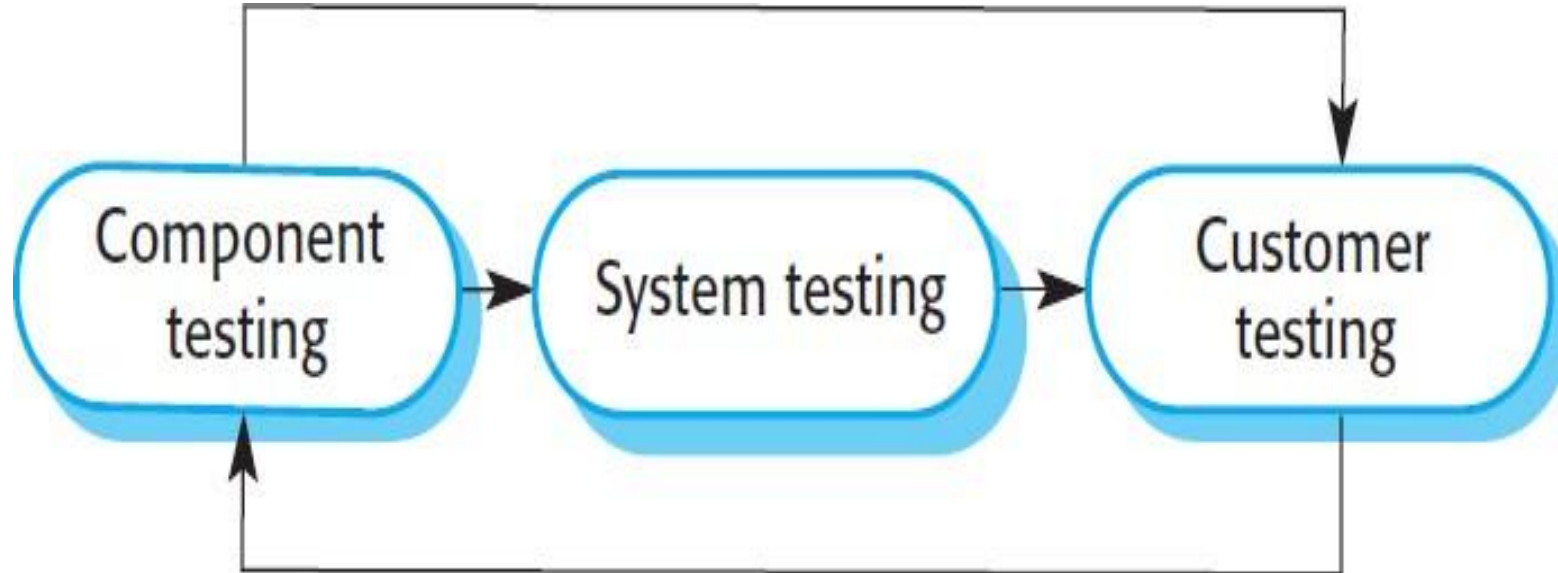 Component
testing
System testing
Customer
testing